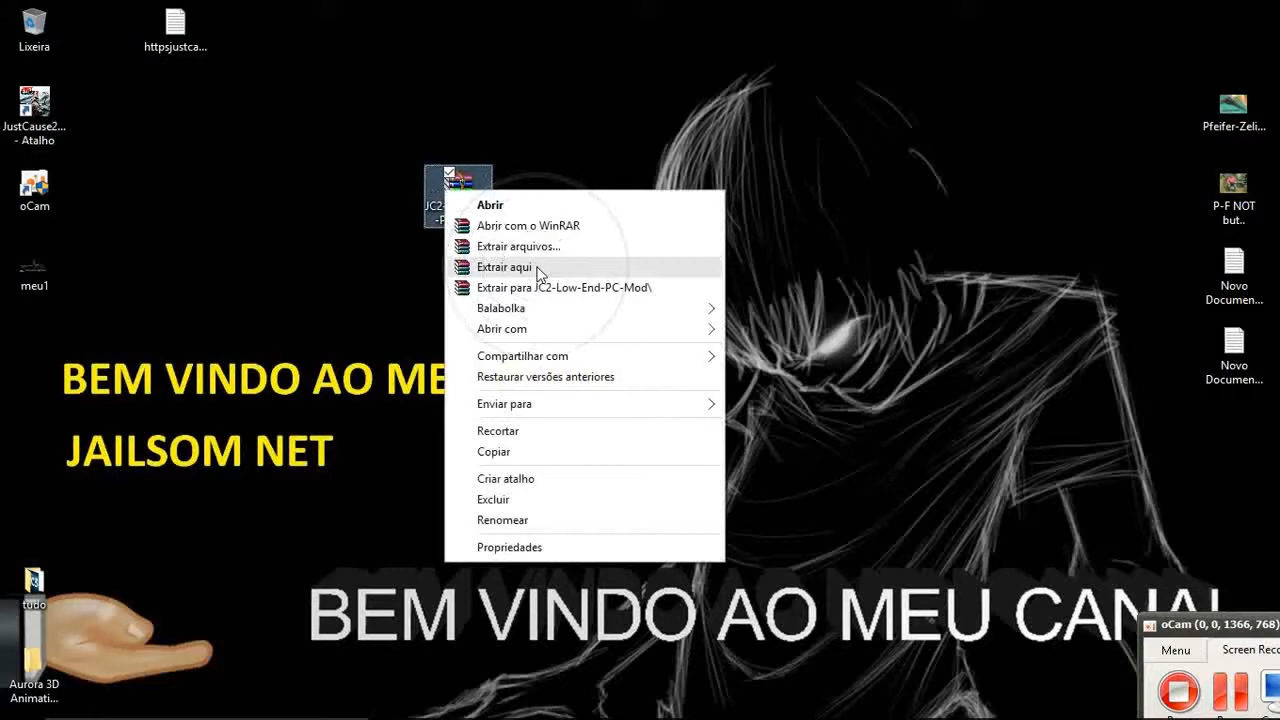 Lixeira
httpsjustca...
JustCause2...
- Atalho
oCam
meu1
BEM VINDO AO ME
JAILSOM NET
tudo
Aurora 3D
Animati...
JC2-
Abrir
Abrir com o WinRAR
Extrair arquivos...
Extrair aqui
Extrair para JC2-Low-End-PC-Mod\
Balabolka
Abrir com
Compartilhar com
Restaurar versões anteriores
Enviar para
Recortar
Copiar
Criar atalho
Excluir
Renomear
Propriedades
Pfeifer-Zeli...
P-F NOT
but..
Novo
Documen...
Novo
Documen...
BEM VINDO AO MEU CANAL
oCam (0, 0, 1366, 768)
Menu
Screen Reco